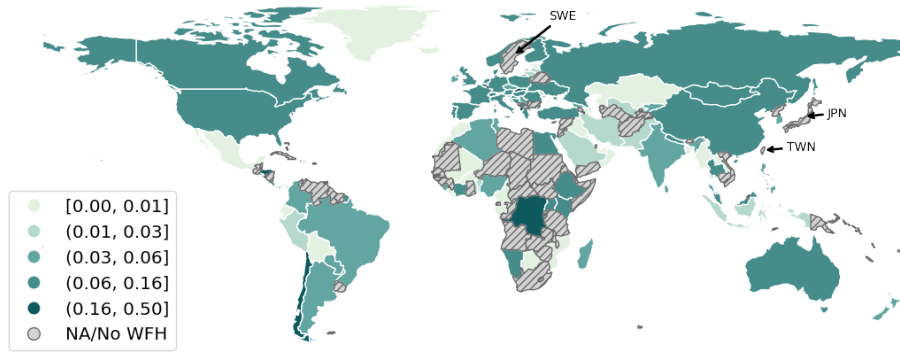 SWE
JPN
TWN
[0.00, 0.01]
(0.01, 0.03]
(0.03, 0.06]
(0.06, 0.16]
(0.16, 0.50]
NA/No WFH